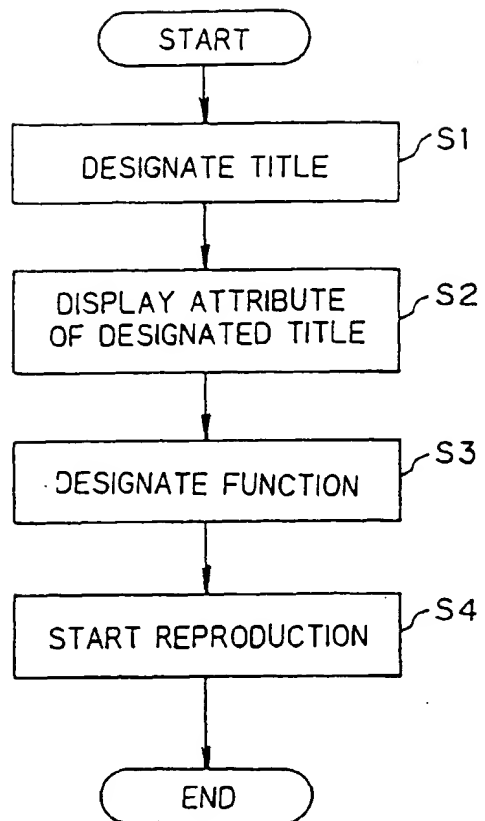 START
DESIGNATE TITLE
S1
DISPLAY ATTRIBUTE
OF DESIGNATED TITLE
S2
DESIGNATE FUNCTION
S3
START REPRODUCTION
S4
END